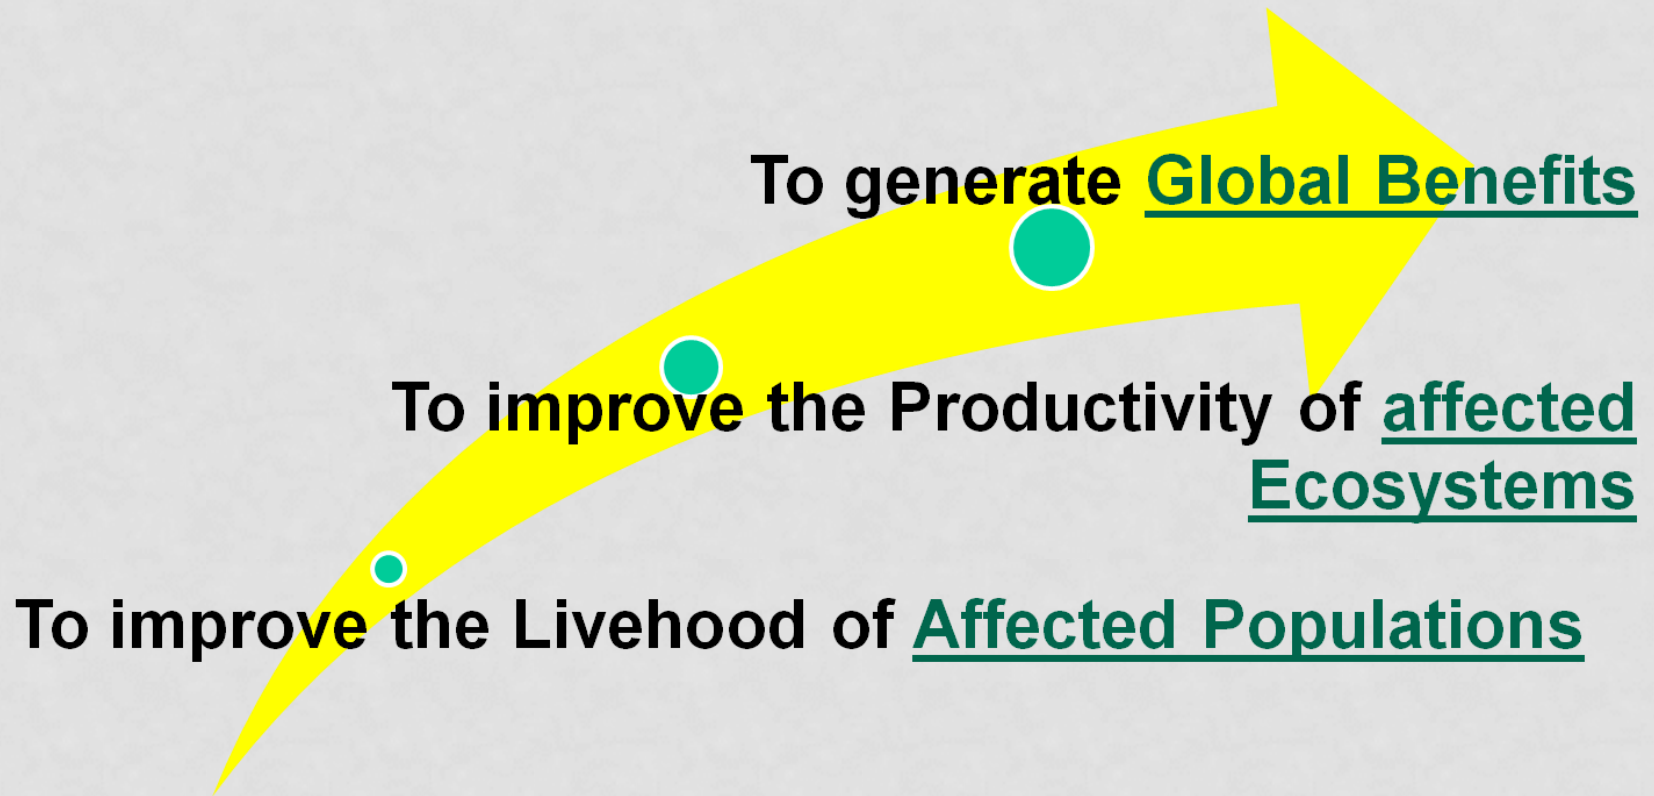 To generate Global Benefits
To improve the Productivity of affected
Ecosystems
To improve the Livehood of Affected Populations